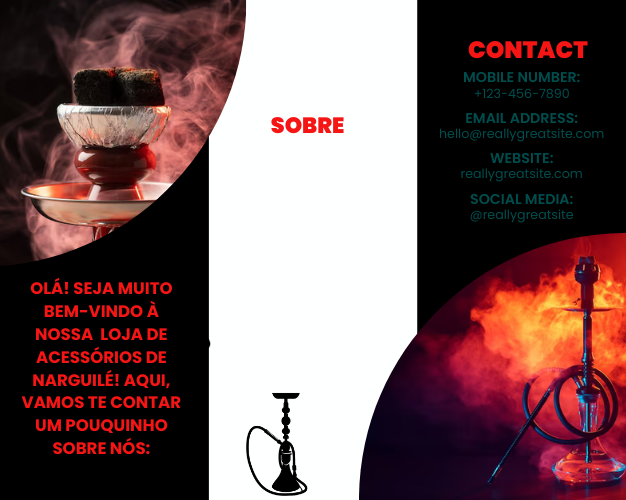 OLÁ! SEJA MUITO
BEM-VINDO À
NOSSA LOJA DE
ACESSÓRIOS DE
NARGUILÉ! AQUI,
VAMOS TE CONTAR
UM POUQUINHO
SOBRE NÓS:
SOBRE
CONTACT
MOBILE NUMBER:
+123-456-7890
EMAIL ADDRESS:
hello@reallygreatsite.com
WEBSITE:
reallygreatsite.com
SOCIAL MEDIA:
@reallygreatsite